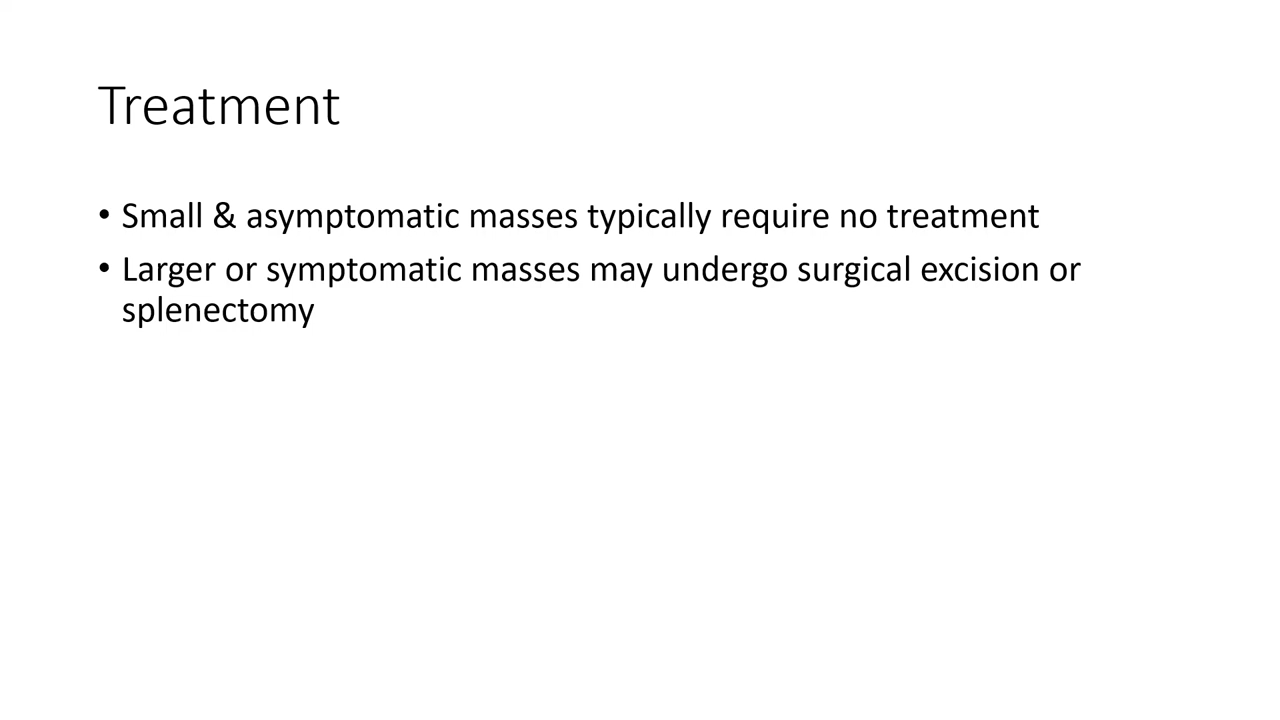 Treatment
• Small & asymptomatic masses typically require no treatment
• Larger or symptomatic masses may undergo surgical excision or
splenectomy